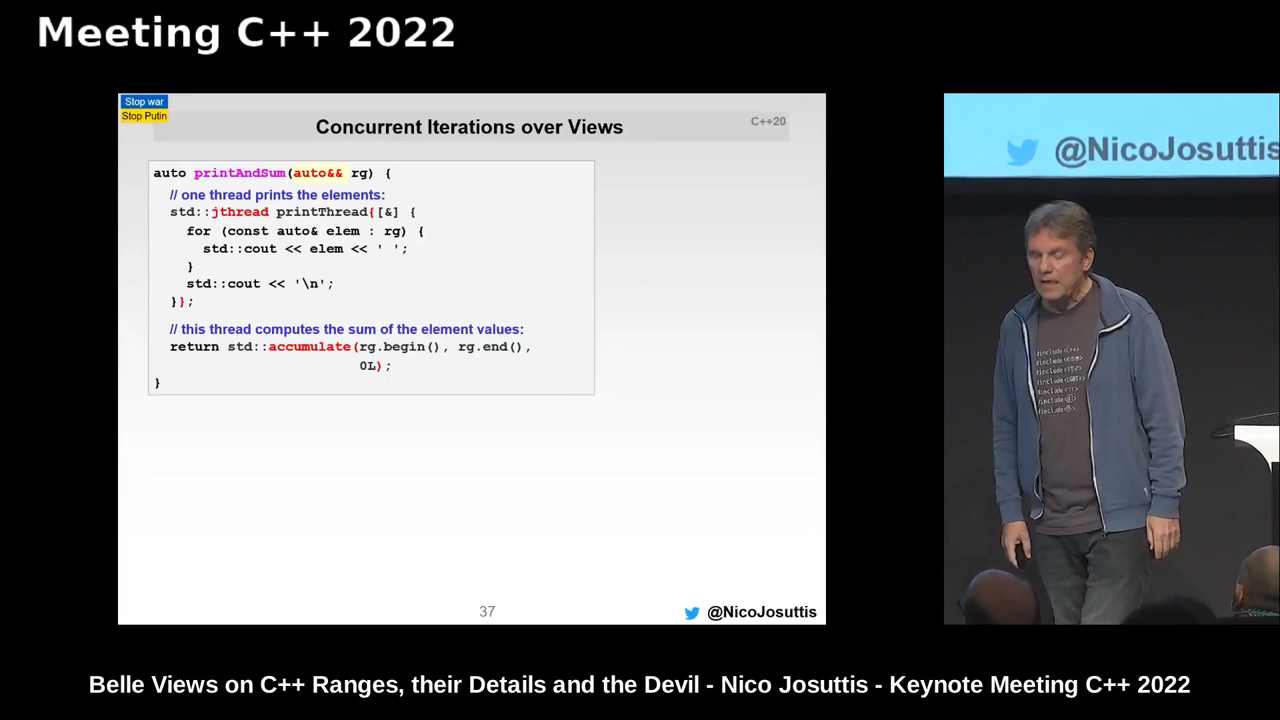 Meeting C++ 2022
Stop war
Stop Putin
Concurrent Iterations over Views
C++20
auto printAndSum(auto&& rg) {
// one thread prints the elements:
std::jthread printThread{[&] {
for (const auto& elem : rg) {
std::cout << elem << ' ';
}
std::cout << '\n';
}};
// this thread computes the sum of the element values:
return std::accumulate(rg.begin(), rg.end(),
0L);
}
37
@NicoJosuttis
@NicoJosuttis
#include <C++>
Belle Views on C++ Ranges, their Details and the Devil - Nico Josuttis - Keynote Meeting C++ 2022